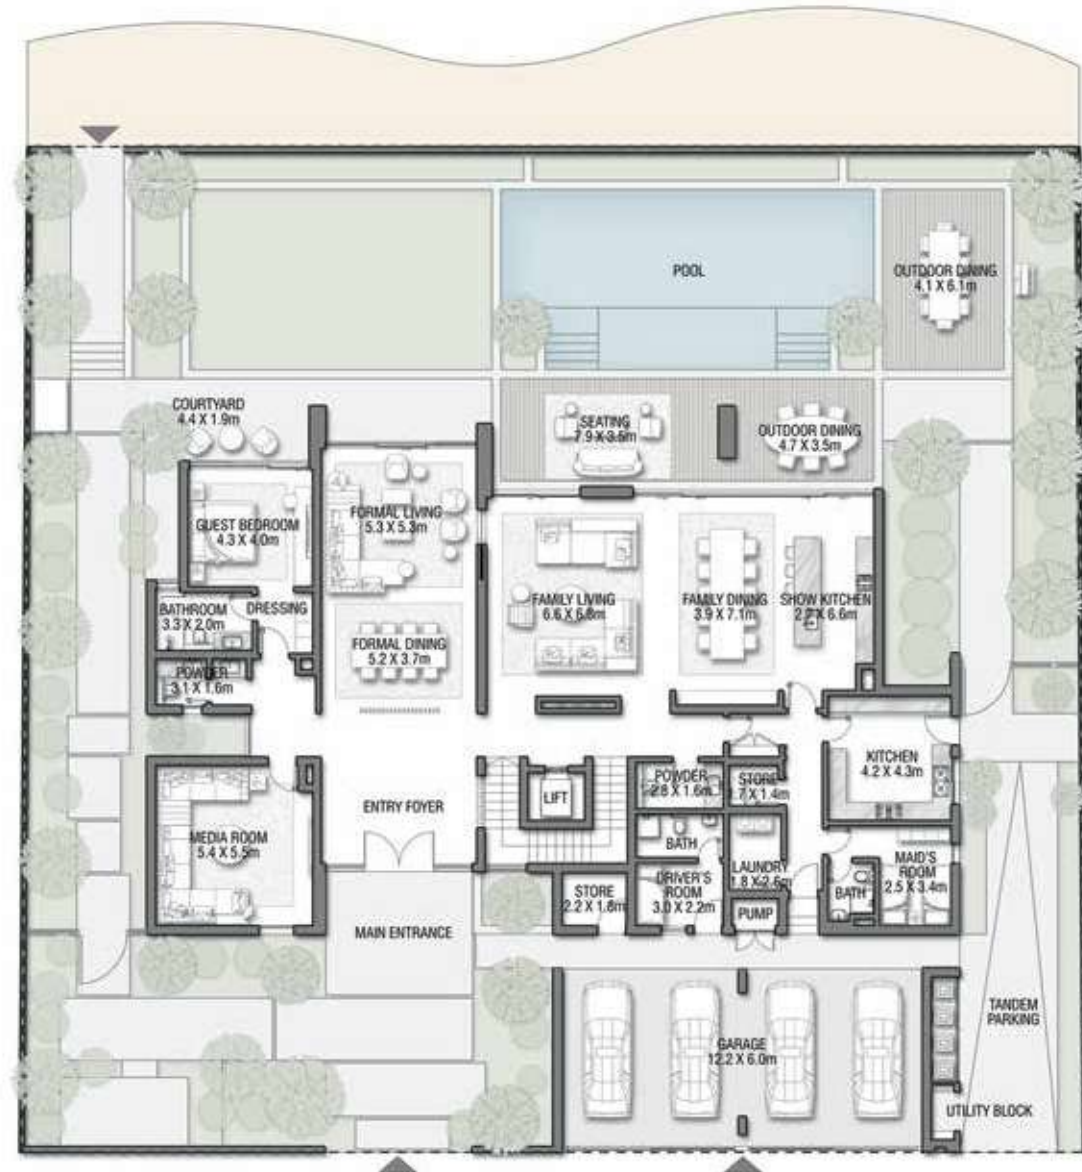 POOL
OUTDOOR DINING
4.1 X 6.1m
COURTYARD
4.4 X 1.9m
SEATING
7.9 X 3.5m
OUTDOOR DINING
4.7 X 3.5m
GUEST BEDROOM
4.3 X 4.0m
FORMAL LIVING
5.3 X 5.3m
FAMILY LIVING
6.6 X 6.8m
FAMILY DINING
3.9 X 7.1m
SHOW KITCHEN
2.7 X 6.6m
BATHROOM
3.3 X 2.0m
DRESSING
FORMAL DINING
5.2 X 3.7m
POWDER
3.1 X 1.6m
KITCHEN
4.2 X 4.3m
POWDER
2.8 X 1.6m
STORE
1.7 X 1.4m
LIFT
ENTRY FOYER
MEDIA ROOM
5.4 X 5.5m
BATH
LAUNDRY
1.8 X 2.6m
MAID'S
ROOM
2.5 X 3.4m
DRIVER'S
ROOM
3.0 X 2.2m
STORE
2.2 X 1.8m
BATH
PUMP
MAIN ENTRANCE
TANDEM
PARKING
GARAGE
12.2 X 6.0m
UTILITY BLOCK